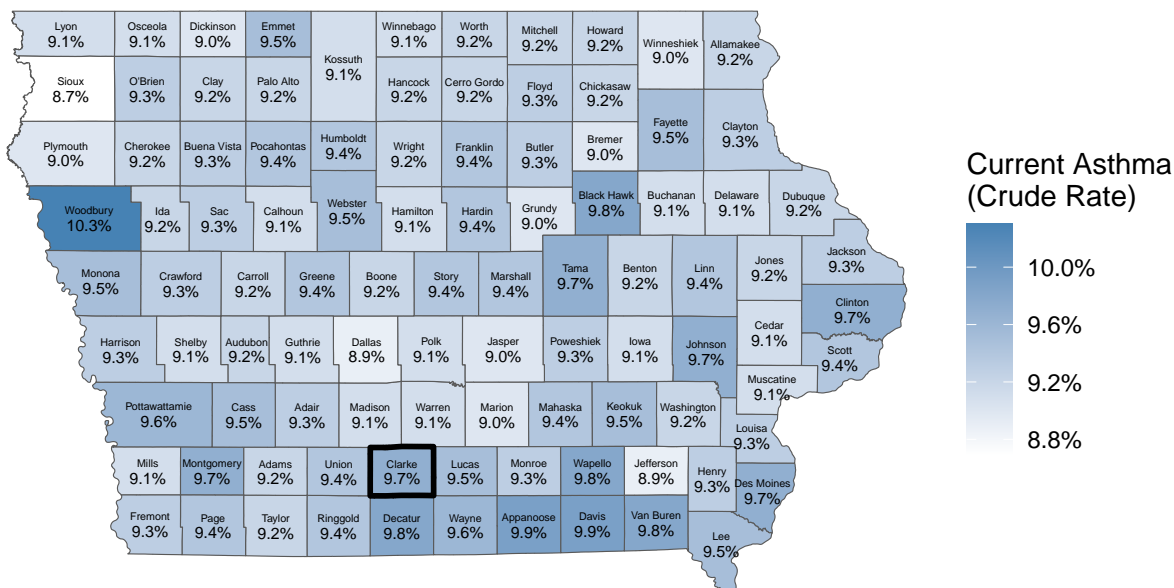 Lyon
9.1%
Osceola
9.1%
Dickinson
9.0%
Emmet
9.5%
Kossuth
9.1%
Winnebago
9.1%
Worth
9.2%
Mitchell
9.2%
Howard
9.2%
Winneshiek
9.0%
Allamakee
9.2%
Sioux
8.7%
O'Brien
9.3%
Clay
9.2%
Palo Alto
9.2%
Hancock
9.2%
Cerro Gordo
9.2%
Floyd
9.3%
Chickasaw
9.2%
Fayette
9.5%
Clayton
9.3%
Plymouth
9.0%
Cherokee
9.2%
Buena Vista
9.3%
Pocahontas
9.4%
Humboldt
9.4%
Wright
9.2%
Franklin
9.4%
Butler
9.3%
Bremer
9.0%
Woodbury
10.3%
Ida
9.2%
Sac
9.3%
Calhoun
9.1%
Webster
9.5%
Hamilton
9.1%
Hardin
9.4%
Grundy
9.0%
Black Hawk
9.8%
Buchanan
9.1%
Delaware
9.1%
Dubuque
9.2%
Monona
9.5%
Crawford
9.3%
Carroll
9.2%
Greene
9.4%
Boone
9.2%
Story
9.4%
Marshall
9.4%
Tama
9.7%
Benton
9.2%
Linn
9.4%
Jones
9.2%
Jackson
9.3%
Clinton
9.7%
Harrison
9.3%
Shelby
9.1%
Audubon
9.2%
Guthrie
9.1%
Dallas
8.9%
Polk
9.1%
Jasper
9.0%
Poweshiek
9.3%
Iowa
9.1%
Johnson
9.7%
Cedar
9.1%
Scott
9.4%
Muscatine
9.1%
Pottawattamie
9.6%
Cass
9.5%
Adair
9.3%
Madison
9.1%
Warren
9.1%
Marion
9.0%
Mahaska
9.4%
Keokuk
9.5%
Washington
9.2%
Louisa
9.3%
Mills
9.1%
Montgomery
9.7%
Adams
9.2%
Union
9.4%
Clarke
9.7%
Lucas
9.5%
Monroe
9.3%
Wapello
9.8%
Jefferson
8.9%
Henry
9.3%
Des Moines
9.7%
Fremont
9.3%
Page
9.4%
Taylor
9.2%
Ringgold
9.4%
Decatur
9.8%
Wayne
9.6%
Appanoose
9.9%
Davis
9.9%
Van Buren
9.8%
Lee
9.5%
Current Asthma
(Crude Rate)
10.0%
9.6%
9.2%
8.8%